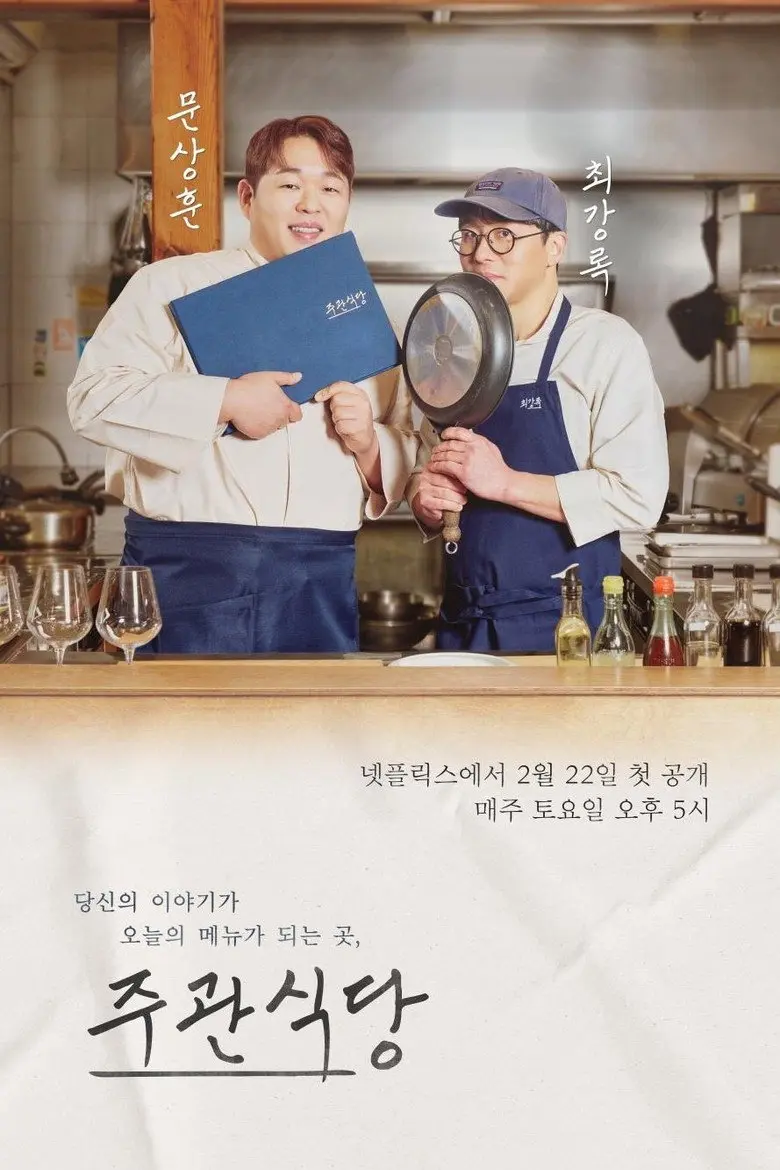 문상훈
최강록
주관식당
최강록
넷플릭스에서 2월 22일 첫 공개
매주 토요일 오후 5시
당신의 이야기가
오늘의 메뉴가 되는 곳,
주관식당